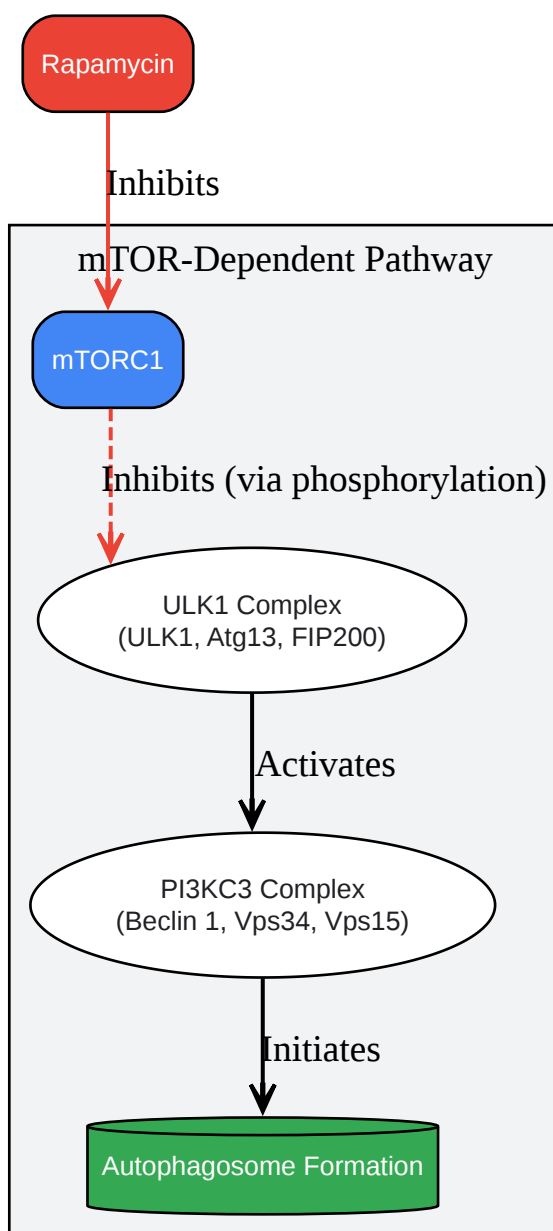 Rapamycin
Inhibits
mTOR-Dependent Pathway
mTORC1
Inhibits (via phosphorylation)
ULK1 Complex
(ULK1, Atg13, FIP200)
Activates
PI3KC3 Complex
(Beclin 1, Vps34, Vps15)
Initiates
Autophagosome Formation